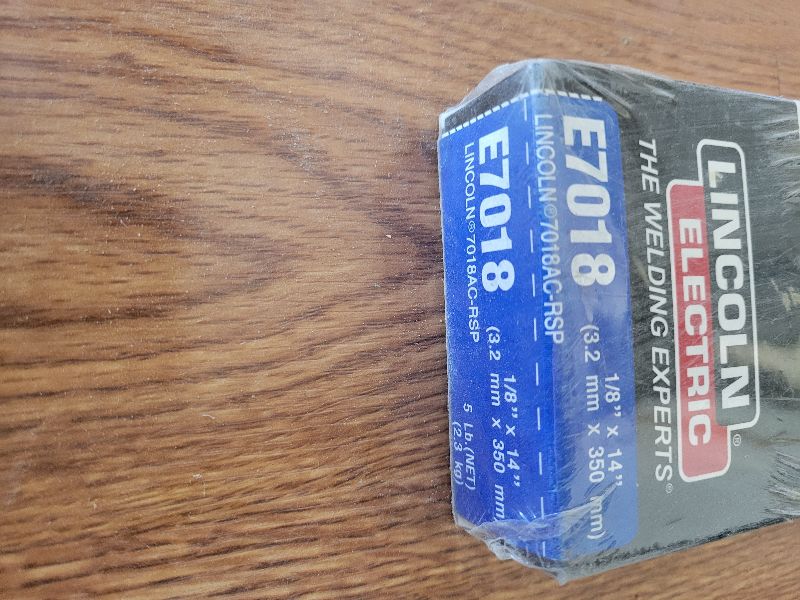 LINCOLN
ELECTRIC®
THE WELDING EXPERTS®
E7018 1/8" x 14"
(3.2 mm x 350 mm)
LINCOLN®7018AC-RSP
E7018 1/8" x 14"
(3.2 mm x 350 mm)
LINCOLN®7018AC-RSP 5 Lb.(NET)
(2.3 kg)